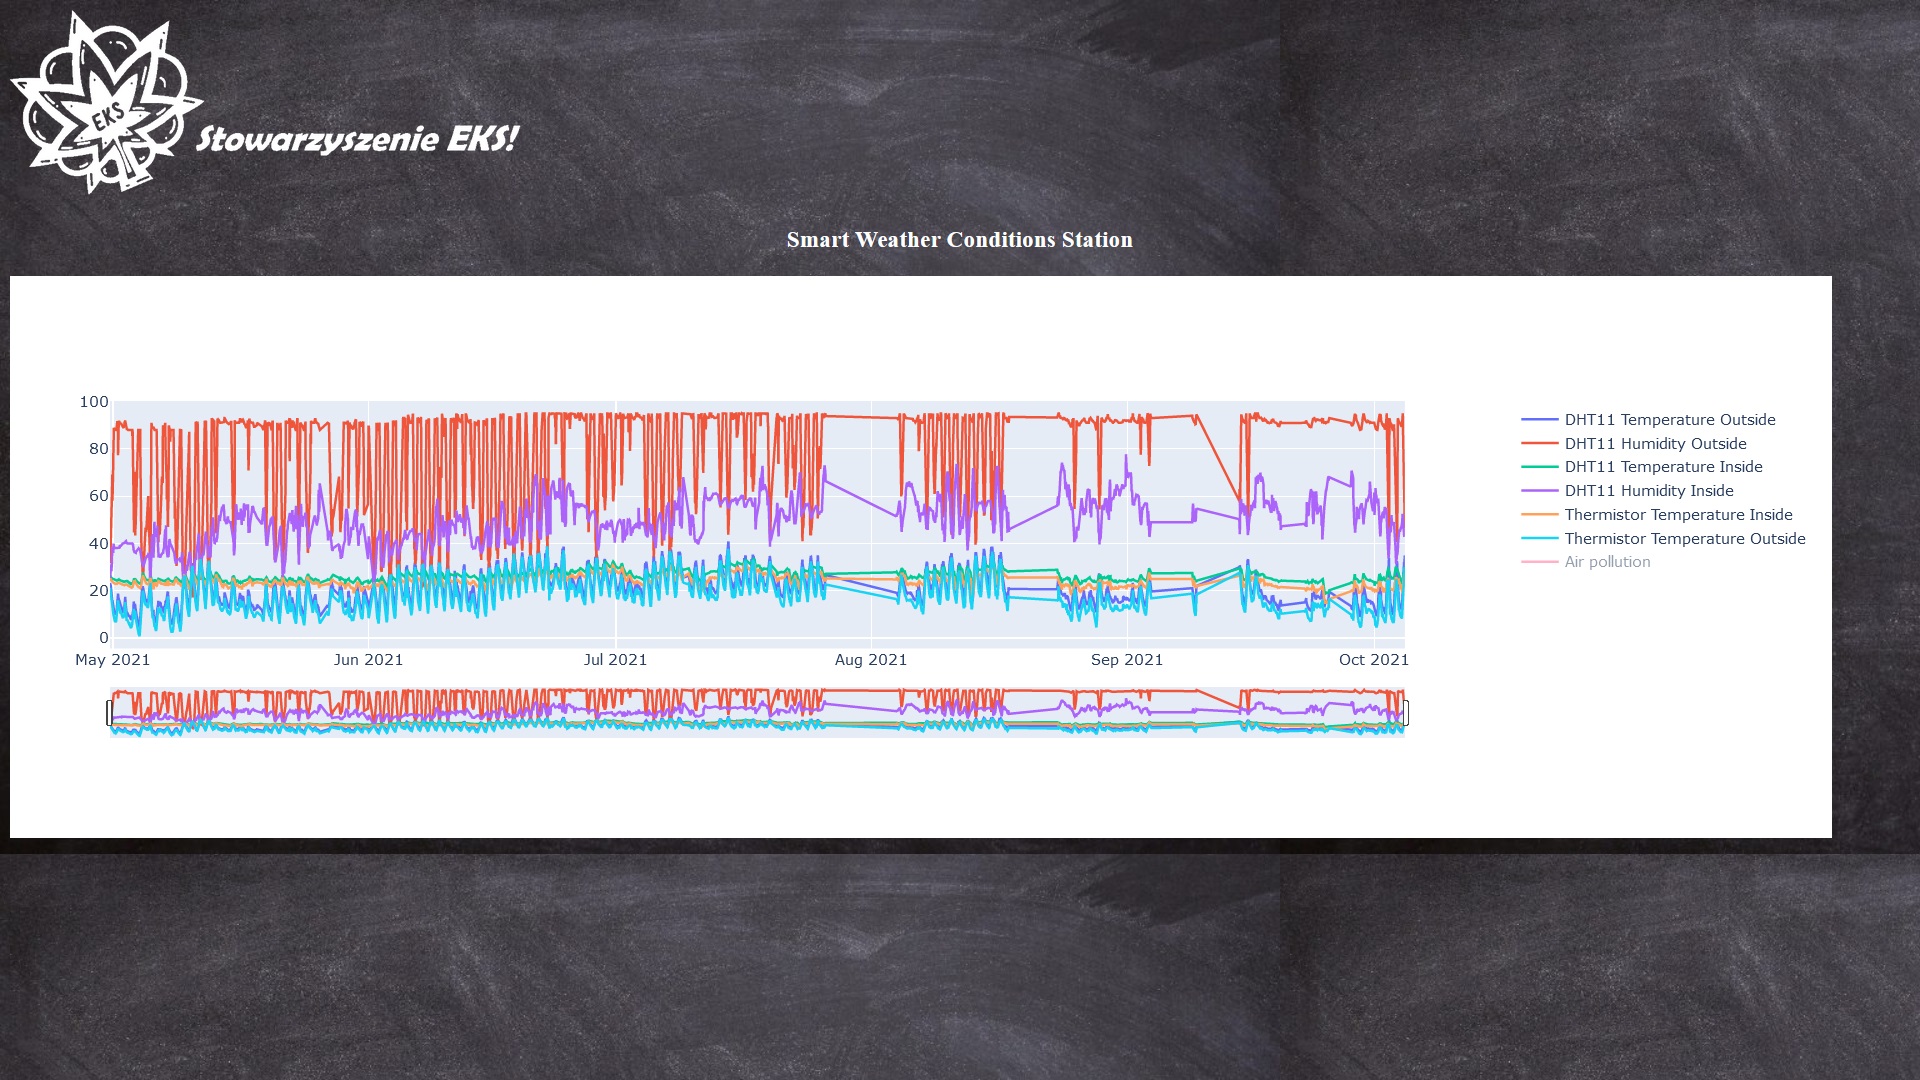 EKS
Stowarzyszenie EKS!
Smart Weather Conditions Station
100
80
60
40
20
0
May 2021
Jun 2021
Jul 2021
Aug 2021
Sep 2021
Oct 2021
DHT11 Temperature Outside
DHT11 Humidity Outside
DHT11 Temperature Inside
DHT11 Humidity Inside
Thermistor Temperature Inside
Thermistor Temperature Outside
Air pollution